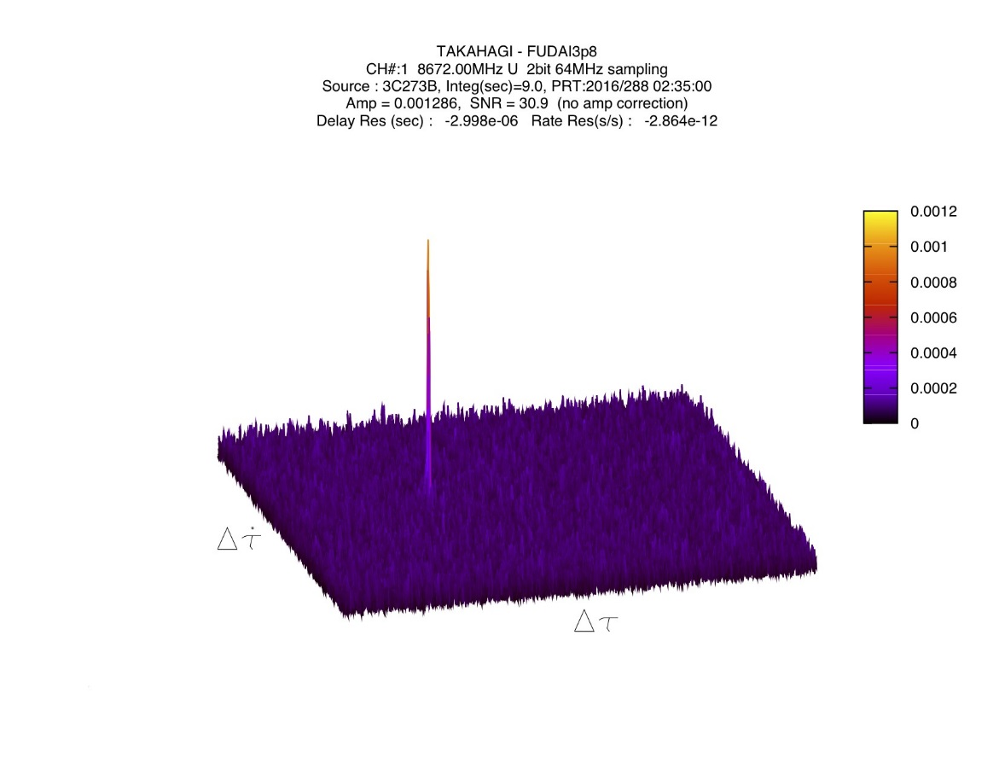 TAKAHAGI - FUDAI3p8
CH#:1 8672.00MHz U 2bit 64MHz sampling
Source : 3C273B, Integ(sec)=9.0, PRT:2016/288 02:35:00
Amp = 0.001286, SNR = 30.9 (no amp correction)
Delay Res (sec) : -2.998e-06 Rate Res(s/s) : -2.864e-12
0.0012
0.001
0.0008
0.0006
0.0004
0.0002
0
Δ τ̇
Δ τ